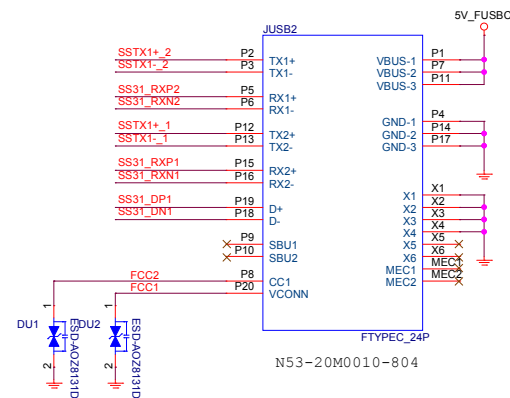 5V_FUSBC
JUSB2
SSTX1+_2 P2 TX1+ VBUS-1 P1
SSTX1-_2 P3 TX1- VBUS-2 P7
VBUS-3 P11
SS31_RXP2 P5 RX1+
SS31_RXN2 P6 RX1-
GND-1 P4
SSTX1+_1 P12 TX2+ GND-2 P14
SSTX1-_1 P13 TX2- GND-3 P17
SS31_RXP1 P15 RX2+
SS31_RXN1 P16 RX2-
X1 X1
SS31_DP1 P19 D+ X2 X2
SS31_DN1 P18 D- X3 X3
X4 X4
P9 SBU1 X5 X5
P10 SBU2 X6 X6
MEC1 MEC1
FCC2 P8 CC1 MEC2 MEC2
FCC1 P20 VCONN
1 1
DU1 ESD-AOZ8131D DU2 ESD-AOZ8131D
2 2
FTYPEC_24P
N53-20M0010-804